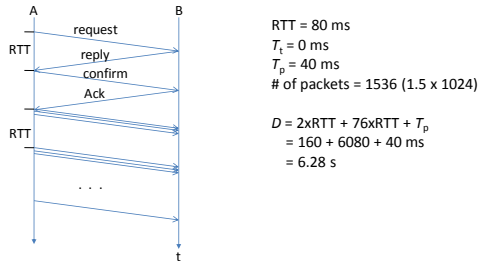 A
B
request
RTT
reply
confirm
Ack
RTT
. . .
t
RTT = 80 ms
Tt = 0 ms
Tp = 40 ms
# of packets = 1536 (1.5 x 1024)
D = 2xRTT + 76xRTT + Tp
= 160 + 6080 + 40 ms
= 6.28 s